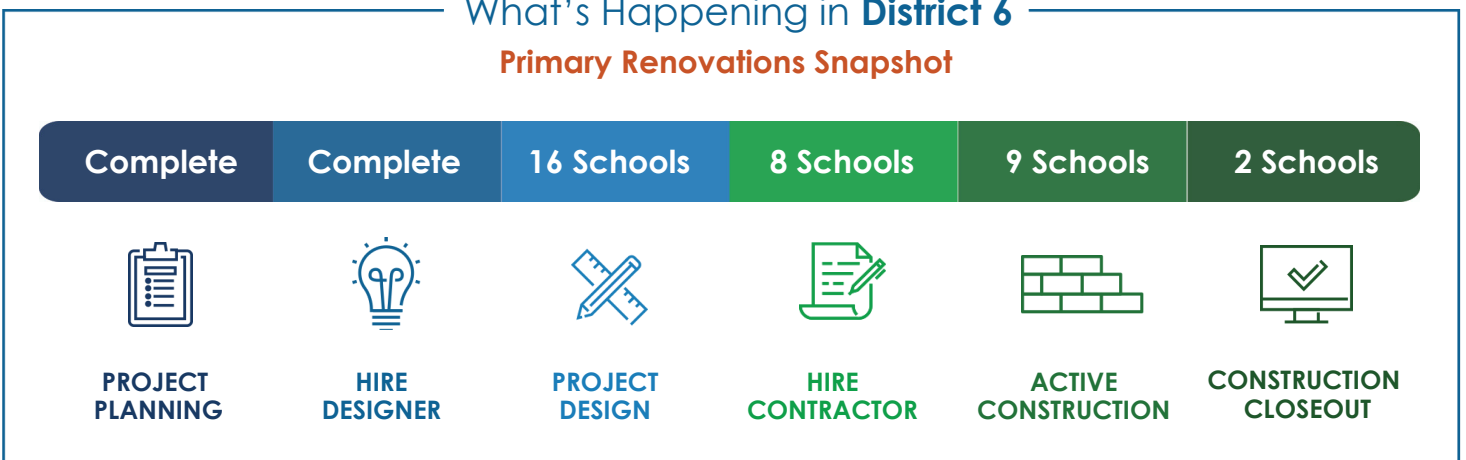 What's Happening in District 6
Primary Renovations Snapshot
Complete
Complete
16 Schools
8 Schools
9 Schools
2 Schools
PROJECT
PLANNING
HIRE
DESIGNER
PROJECT
DESIGN
HIRE
CONTRACTOR
ACTIVE
CONSTRUCTION
CONSTRUCTION
CLOSEOUT